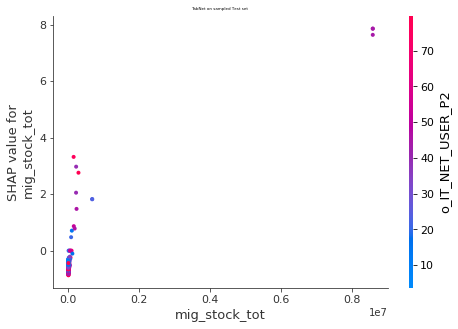 TabNet on sampled Test set
8
6
4
2
0
SHAP value for
mig_stock_tot
0.0
0.2
0.4
0.6
0.8
1e7
mig_stock_tot
70
60
50
40
30
20
10
o_IT_NET_USER_P2